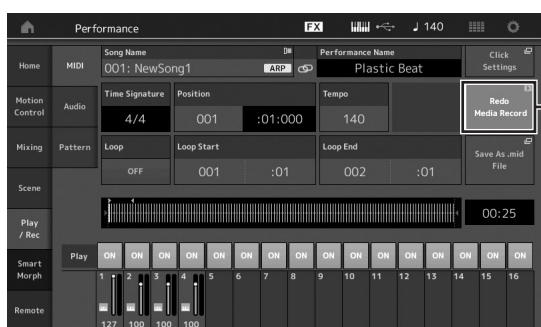 Performance FX ♩ 140
Home MIDI Song Name Performance Name Click Settings
001: NewSong1 ARP Plastic Beat
Motion Control Audio Time Signature Position Tempo Redo Media Record
4/4 001 :01:000 140
Mixing Pattern Loop Loop Start Loop End Save As .mid File
OFF 001 :01 002 :01
Scene
Play / Rec 00:25
Smart Morph Play ON ON ON ON ON ON ON ON ON ON ON ON ON ON ON ON
1 2 3 4 5 6 7 8 9 10 11 12 13 14 15 16
Remote 127 100 100 100